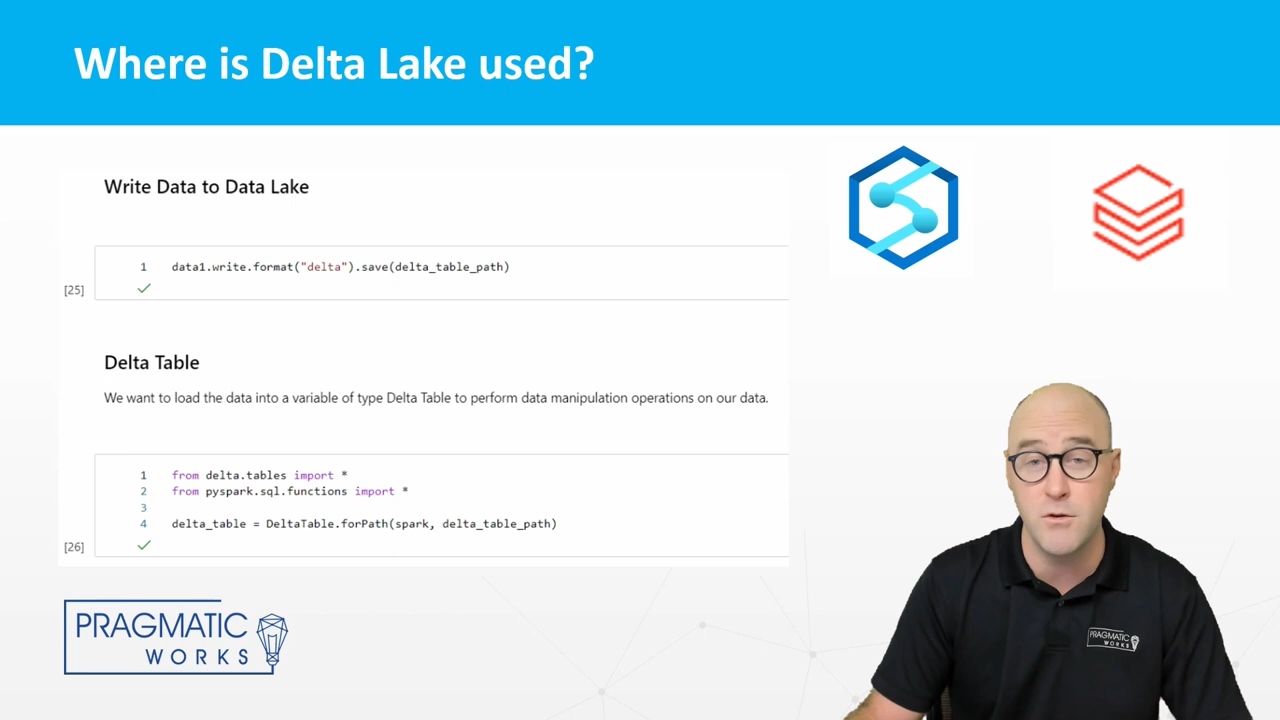 Where is Delta Lake used?
Write Data to Data Lake
1 data1.write.format("delta").save(delta_table_path)
[25]
Delta Table
We want to load the data into a variable of type Delta Table to perform data manipulation operations on our data.
1 from delta.tables import *
2 from pyspark.sql.functions import *
3
4 delta_table = DeltaTable.forPath(spark, delta_table_path)
[26]
PRAGMATIC
WORKS
PRAGMATIC
WORKS